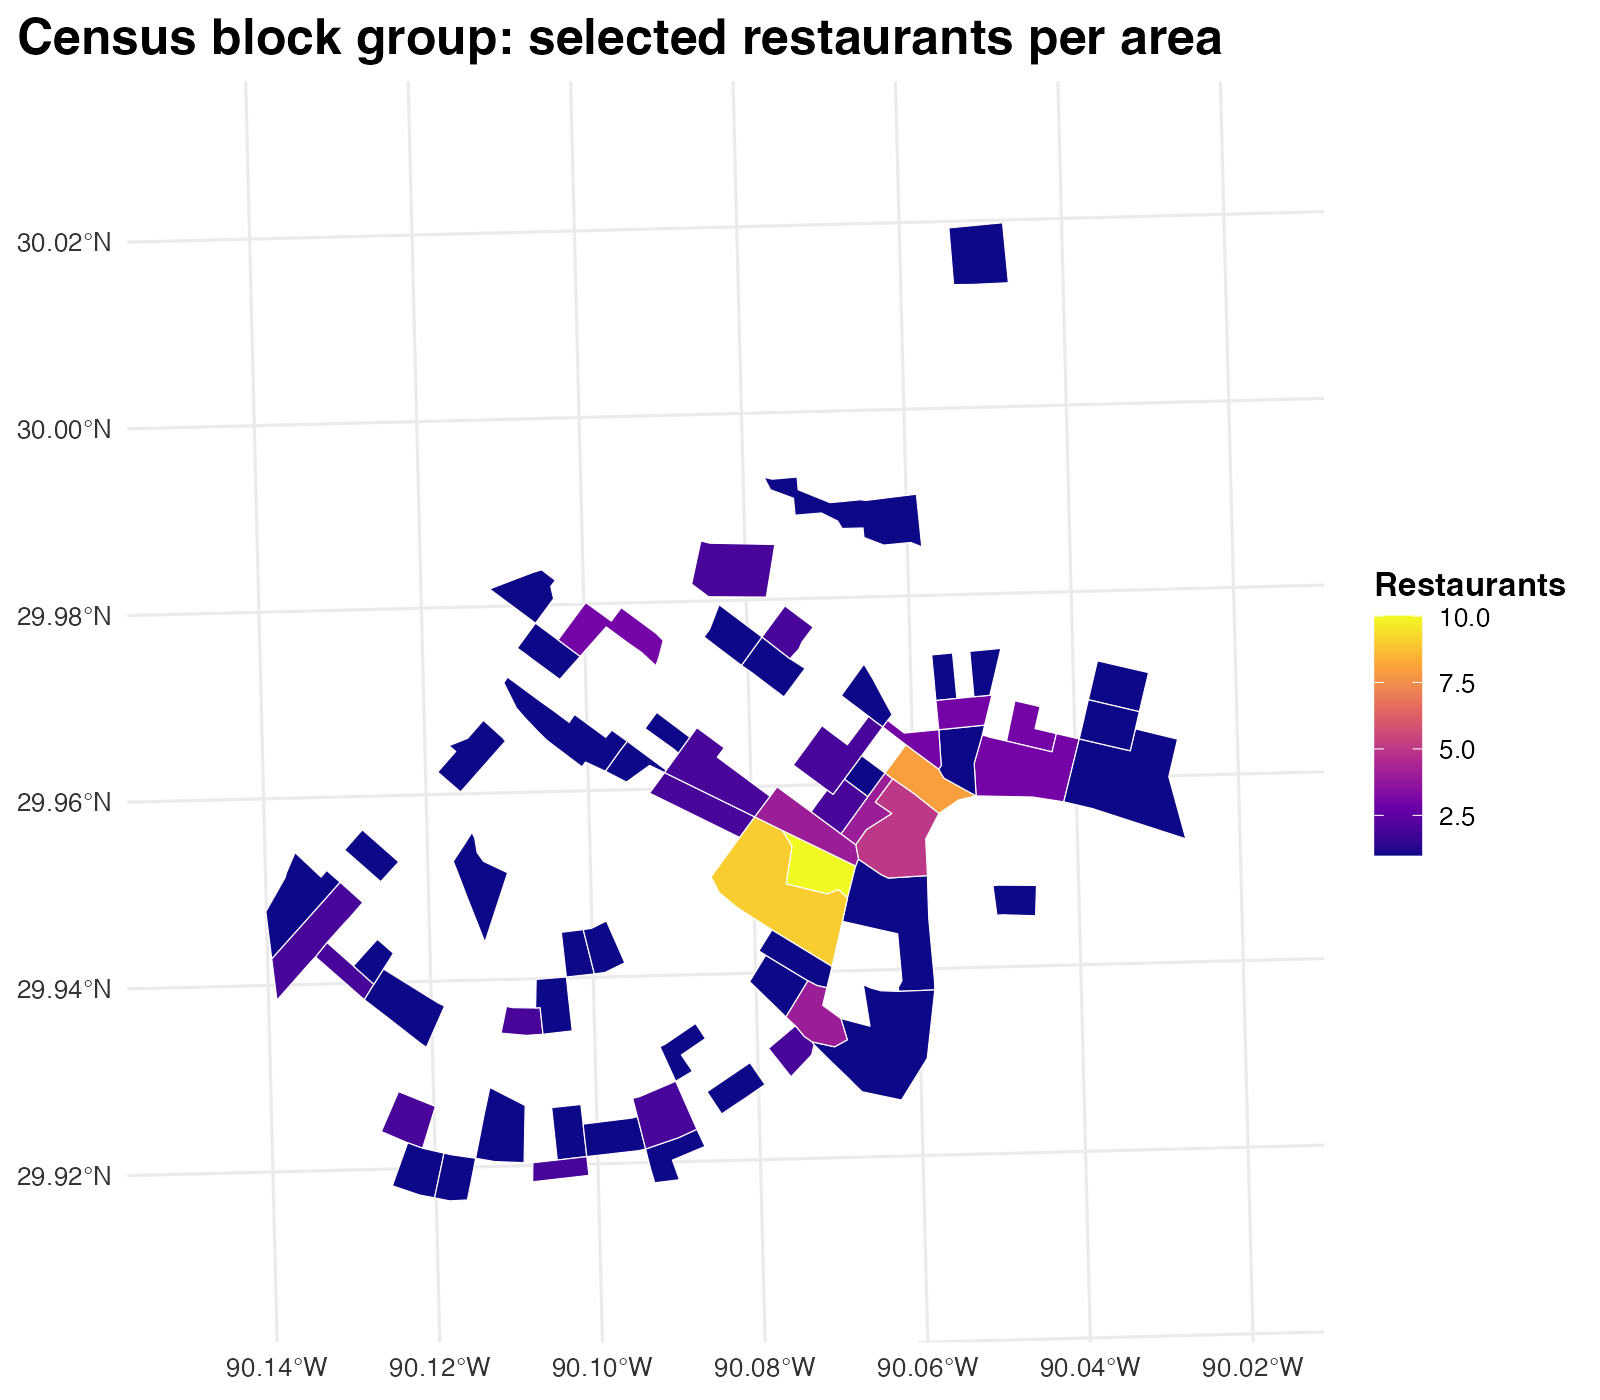 Census block group: selected restaurants per area
30.02°N
30.00°N
29.98°N
29.96°N
29.94°N
29.92°N
Restaurants
10.0
7.5
5.0
2.5
90.14°W 90.12°W 90.10°W 90.08°W 90.06°W 90.04°W 90.02°W